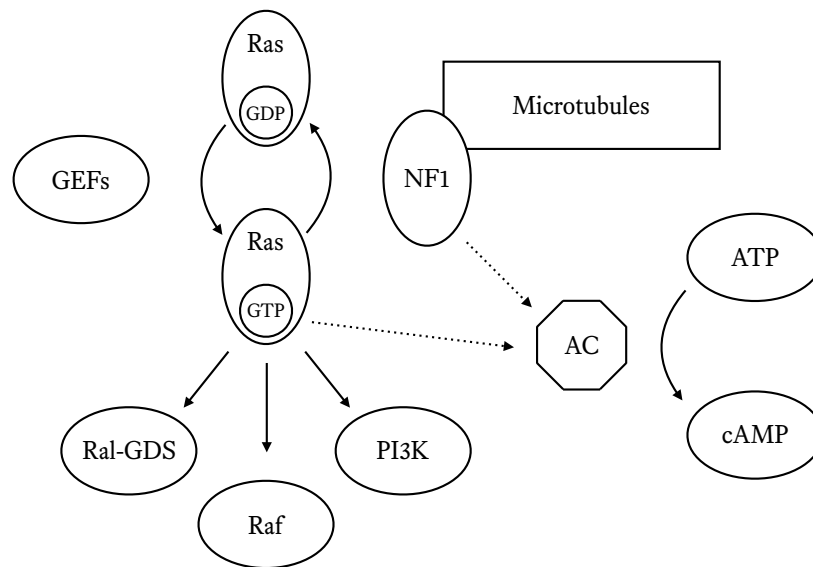 Ras
GDP
Microtubules
GEFs
NF1
Ras
GTP
ATP
AC
Ral-GDS
PI3K
cAMP
Raf